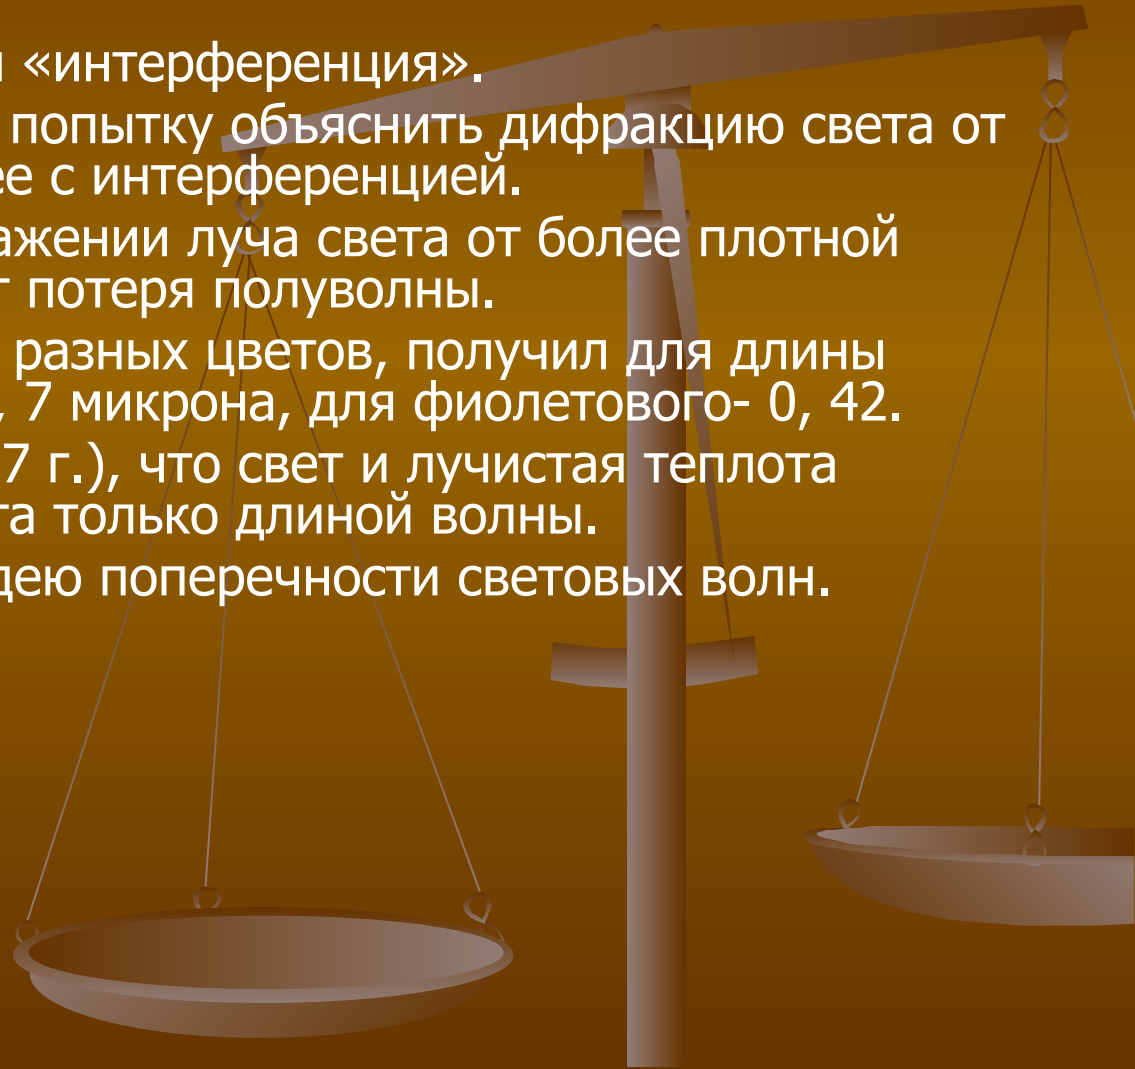 и «интерференция».
попытку объяснить дифракцию света от
ее с интерференцией.
ажении луча света от более плотной
т потеря полуволны.
разных цветов, получил для длины
, 7 микрона, для фиолетового- 0, 42.
7 г.), что свет и лучистая теплота
та только длиной волны.
дею поперечности световых волн.